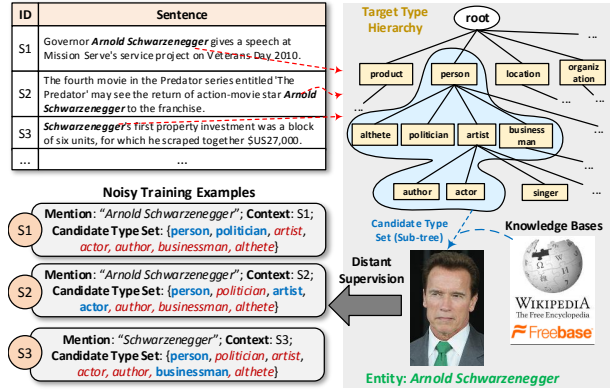 ID Sentence
S1
Governor Arnold Schwarzenegger gives a speech at
Mission Serve's service project on Veterans Day 2010.
S2
The fourth movie in the Predator series entitled 'The
Predator' may see the return of action-movie star Arnold
Schwarzenegger to the franchise.
S3
Schwarzenegger's first property investment was a block
of six units, for which he scraped together $US27,000.
... ...
Noisy Training Examples
S1
Mention: "Arnold Schwarzenegger"; Context: S1;
Candidate Type Set: {person, politician, artist,
actor, author, businessman, althete}
S2
Mention: "Arnold Schwarzenegger"; Context: S2;
Candidate Type Set: {person, politician, artist,
actor, author, businessman, althete}
S3
Mention: "Schwarzenegger"; Context: S3;
Candidate Type Set: {person, politician, artist,
actor, author, businessman, althete}
Target Type
Hierarchy
root
product person location organiz
ation
...
...
althete politician artist business
man
...
...
author actor singer ...
Candidate Type
Set (Sub-tree)
Knowledge Bases
Distant
Supervision
WIKIPEDIA
The Free Encyclopedia
Freebase
Entity: Arnold Schwarzenegger